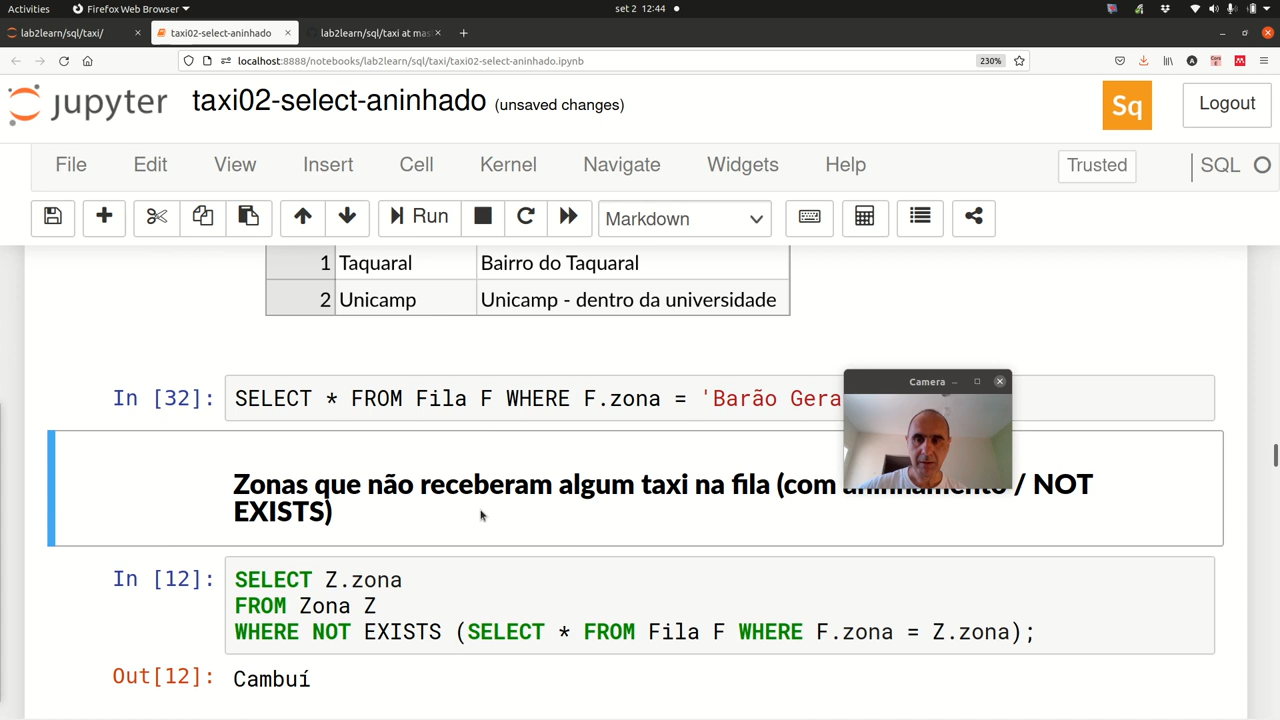 Activities Firefox Web Browser set 2 12:44
lab2learn/sql/taxi/ taxi02-select-aninhado lab2learn/sql/taxi at mas
localhost:8888/notebooks/lab2learn/sql/taxi/taxi02-select-aninhado.ipynb 230%
jupyter taxi02-select-aninhado (unsaved changes) Sq Logout
File Edit View Insert Cell Kernel Navigate Widgets Help Trusted SQL
Run Markdown
1 Taquaral Bairro do Taquaral
2 Unicamp Unicamp - dentro da universidade
Camera
In [32]: SELECT * FROM Fila F WHERE F.zona = 'Barão Gera
Zonas que não receberam algum taxi na fila (com aninhamento / NOT
EXISTS)
In [12]: SELECT Z.zona
FROM Zona Z
WHERE NOT EXISTS (SELECT * FROM Fila F WHERE F.zona = Z.zona);
Out[12]: Cambuí